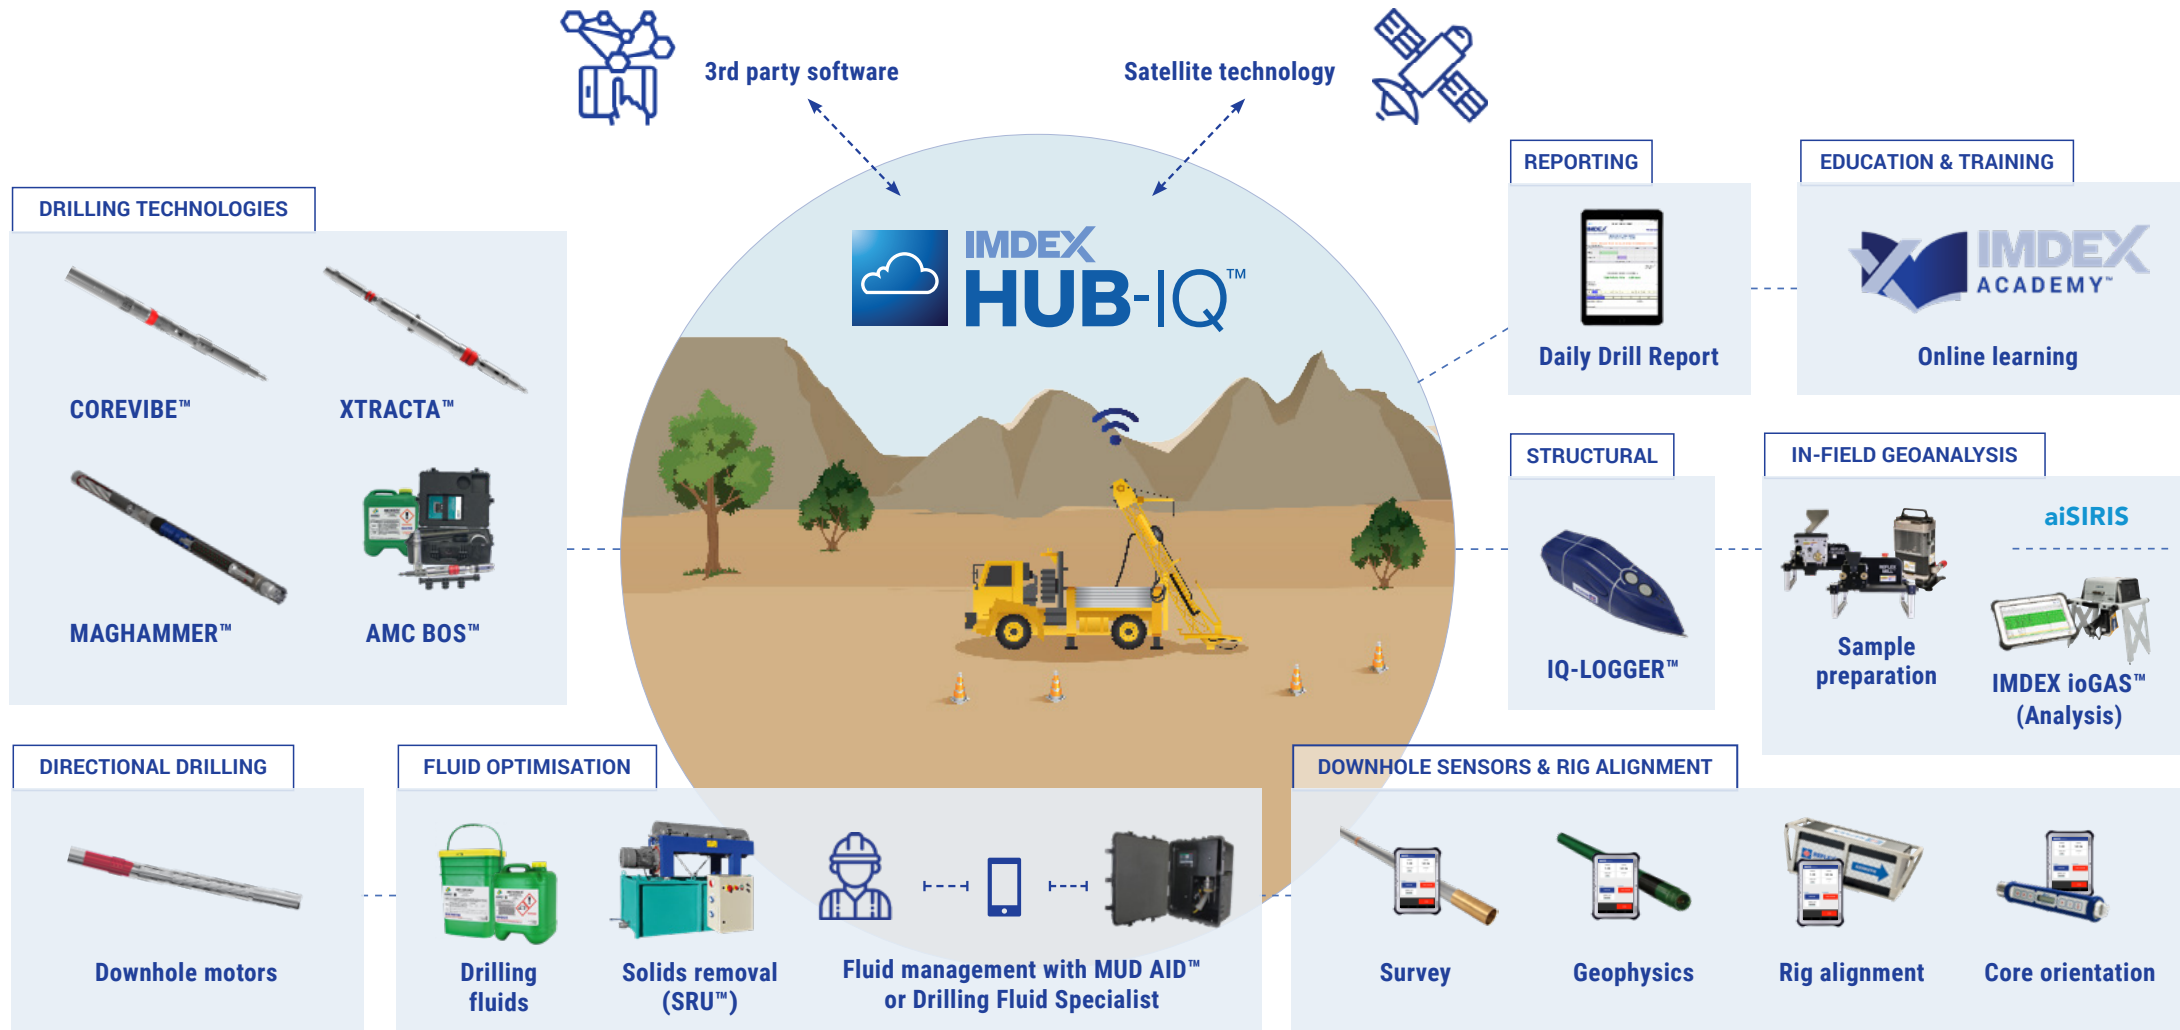 3rd party software
Satellite technology
IMDEX
HUB-IQ™
DRILLING TECHNOLOGIES
COREVIBE™
XTRACTA™
MAGHAMMER™
AMC BOS™
REPORTING
Daily Drill Report
EDUCATION & TRAINING
IMDEX
ACADEMY™
Online learning
STRUCTURAL
IQ-LOGGER™
IN-FIELD GEOANALYSIS
aiSIRIS
Sample
preparation
IMDEX ioGAS™
(Analysis)
DIRECTIONAL DRILLING
Downhole motors
FLUID OPTIMISATION
Drilling
fluids
Solids removal
(SRU™)
Fluid management with MUD AID™
or Drilling Fluid Specialist
DOWNHOLE SENSORS & RIG ALIGNMENT
Survey
Geophysics
Rig alignment
Core orientation